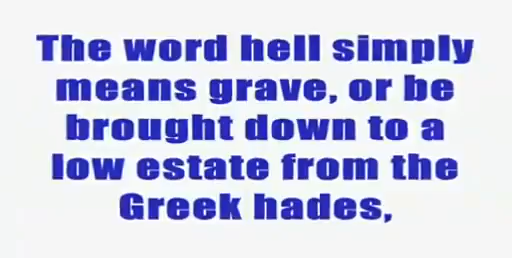 The word hell simply
means grave, or be
brought down to a
low estate from the
Greek hades,